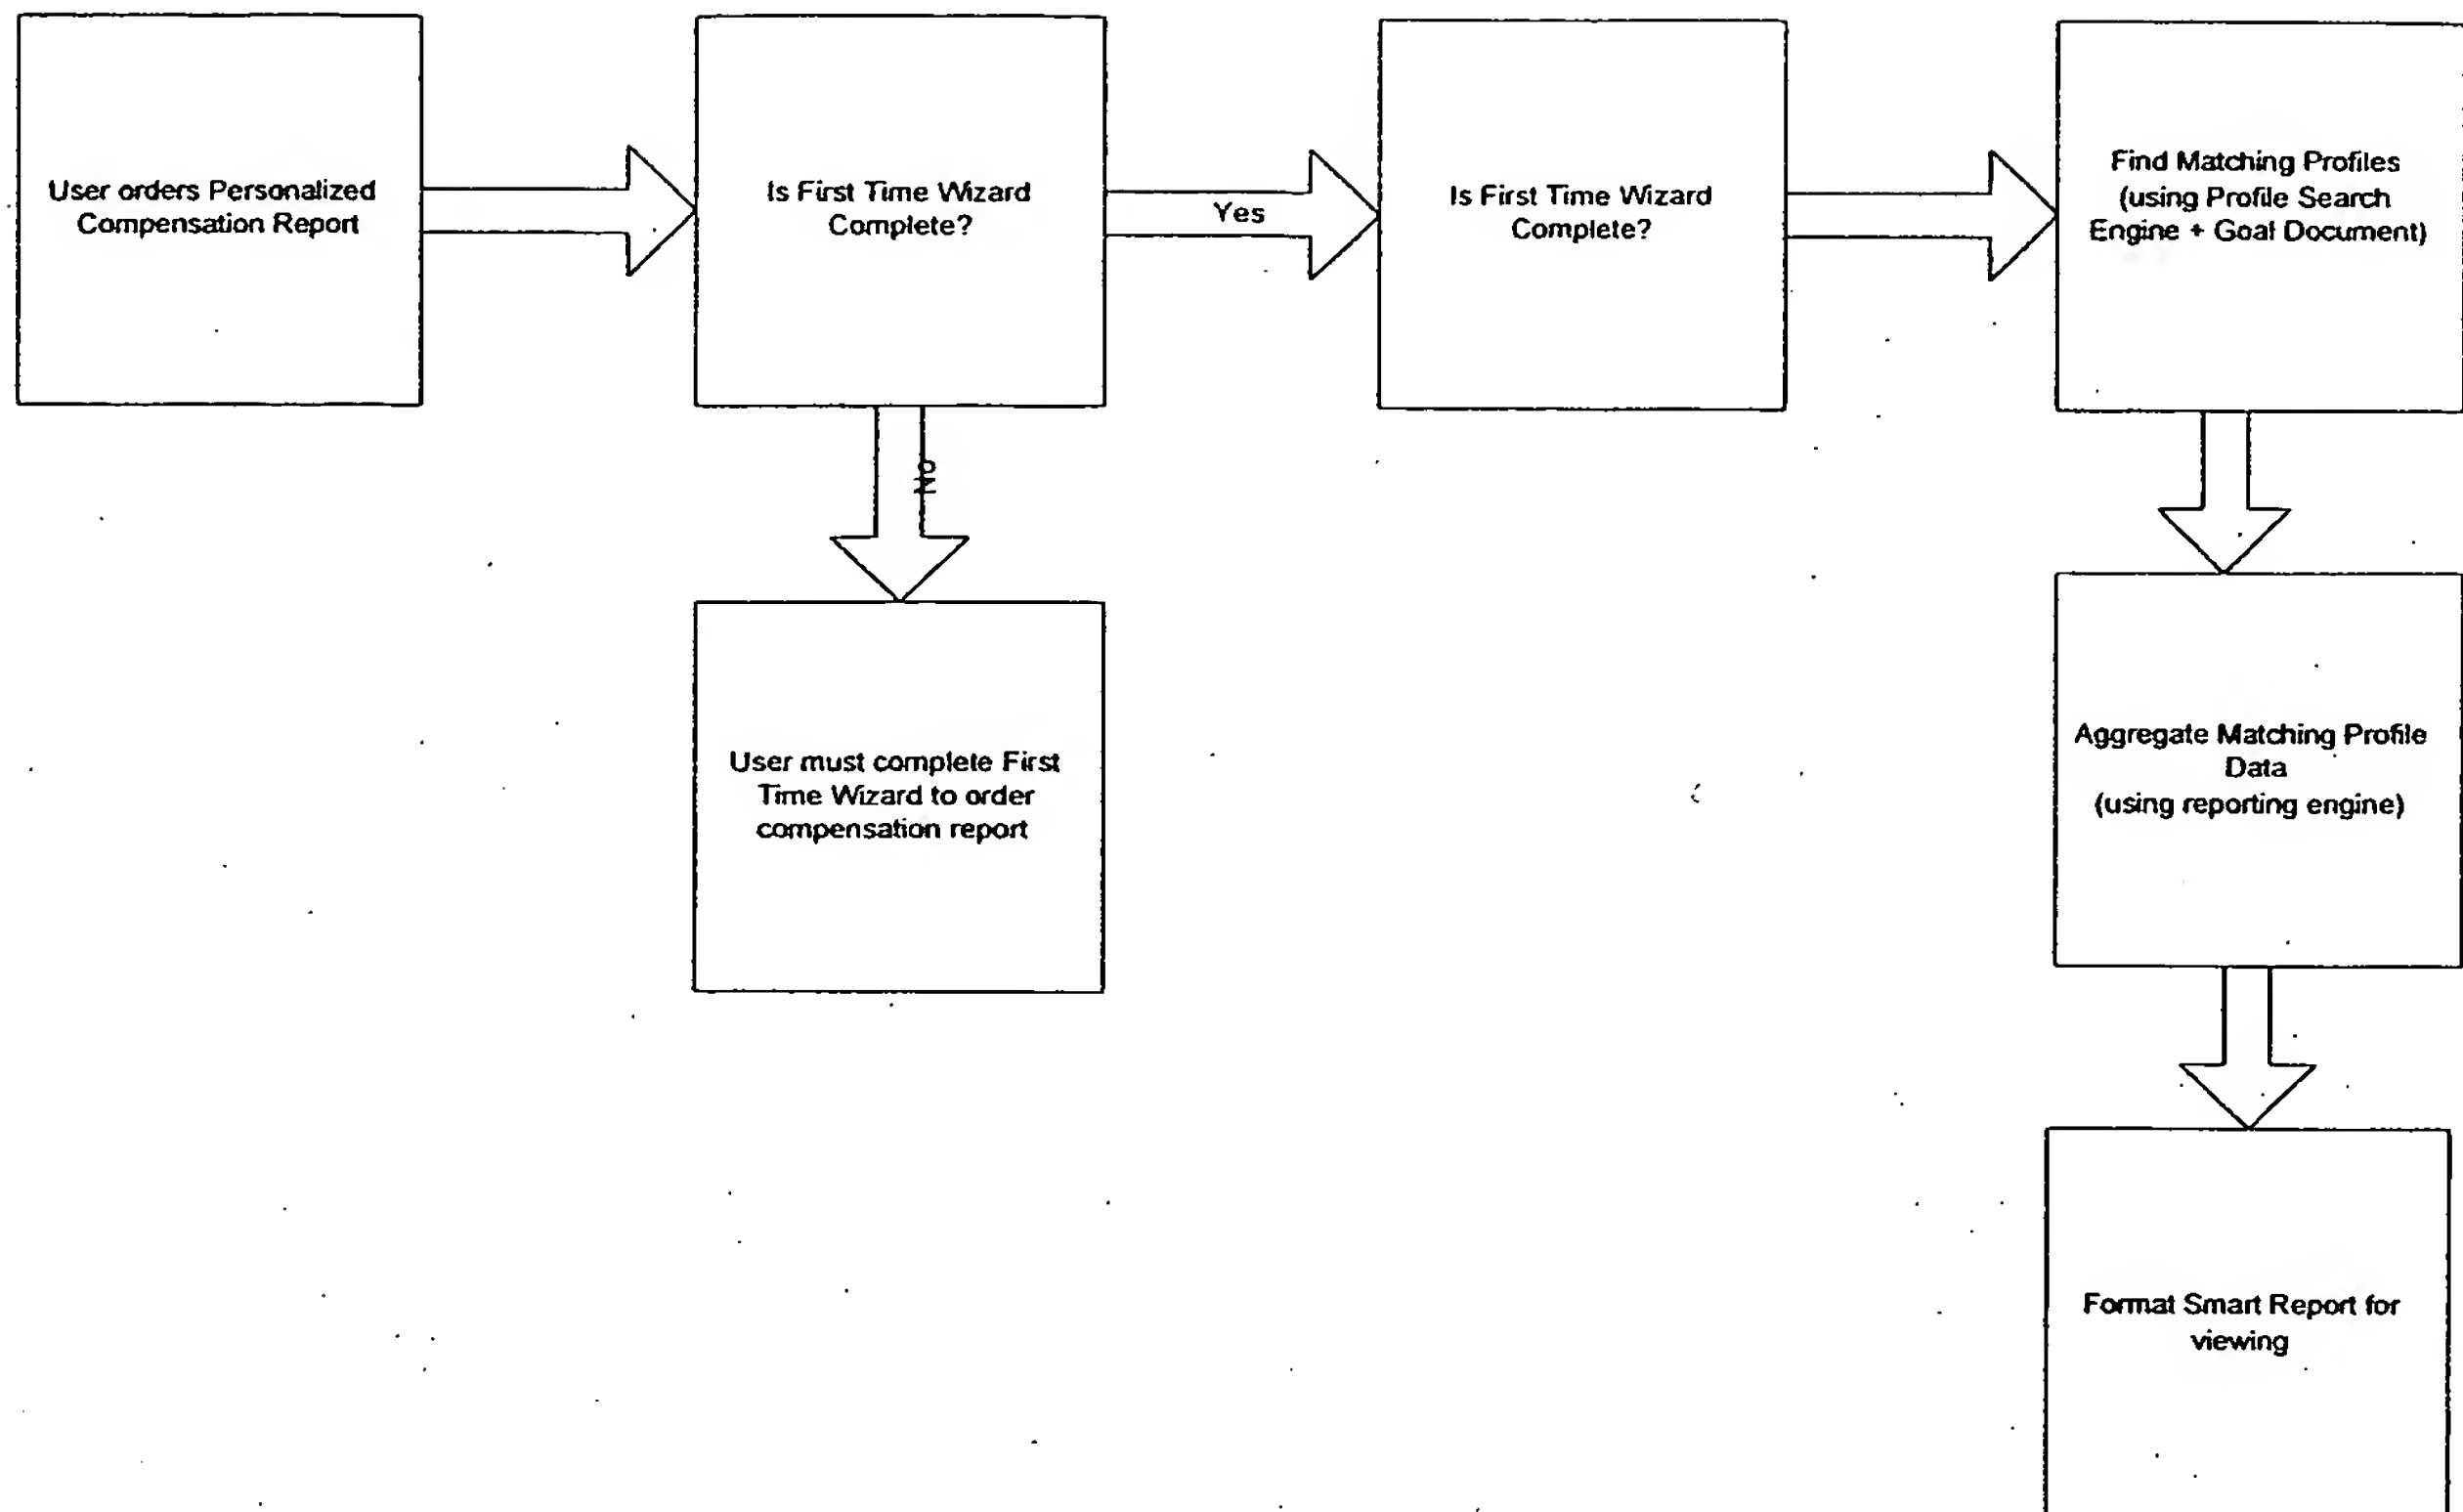 User orders Personalized
Compensation Report
Is First Time Wizard
Complete?
Yes
Is First Time Wizard
Complete?
Find Matching Profiles
(using Profile Search
Engine + Goal Document)
No
User must complete First
Time Wizard to order
compensation report
Aggregate Matching Profile
Data
(using reporting engine)
Format Smart Report for
viewing